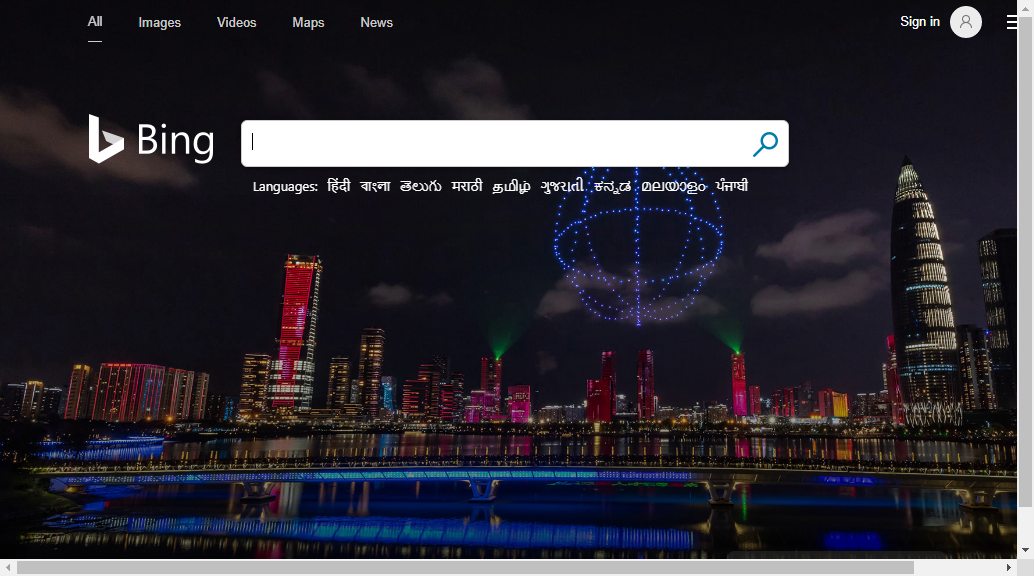 All Images Videos Maps News Sign in
Bing
Languages: हिंदी বাংলা తెలుగు मराठी தமிழ் ગુજરાતી ಕನ್ನಡ മലയാളം ਪੰਜਾਬੀ